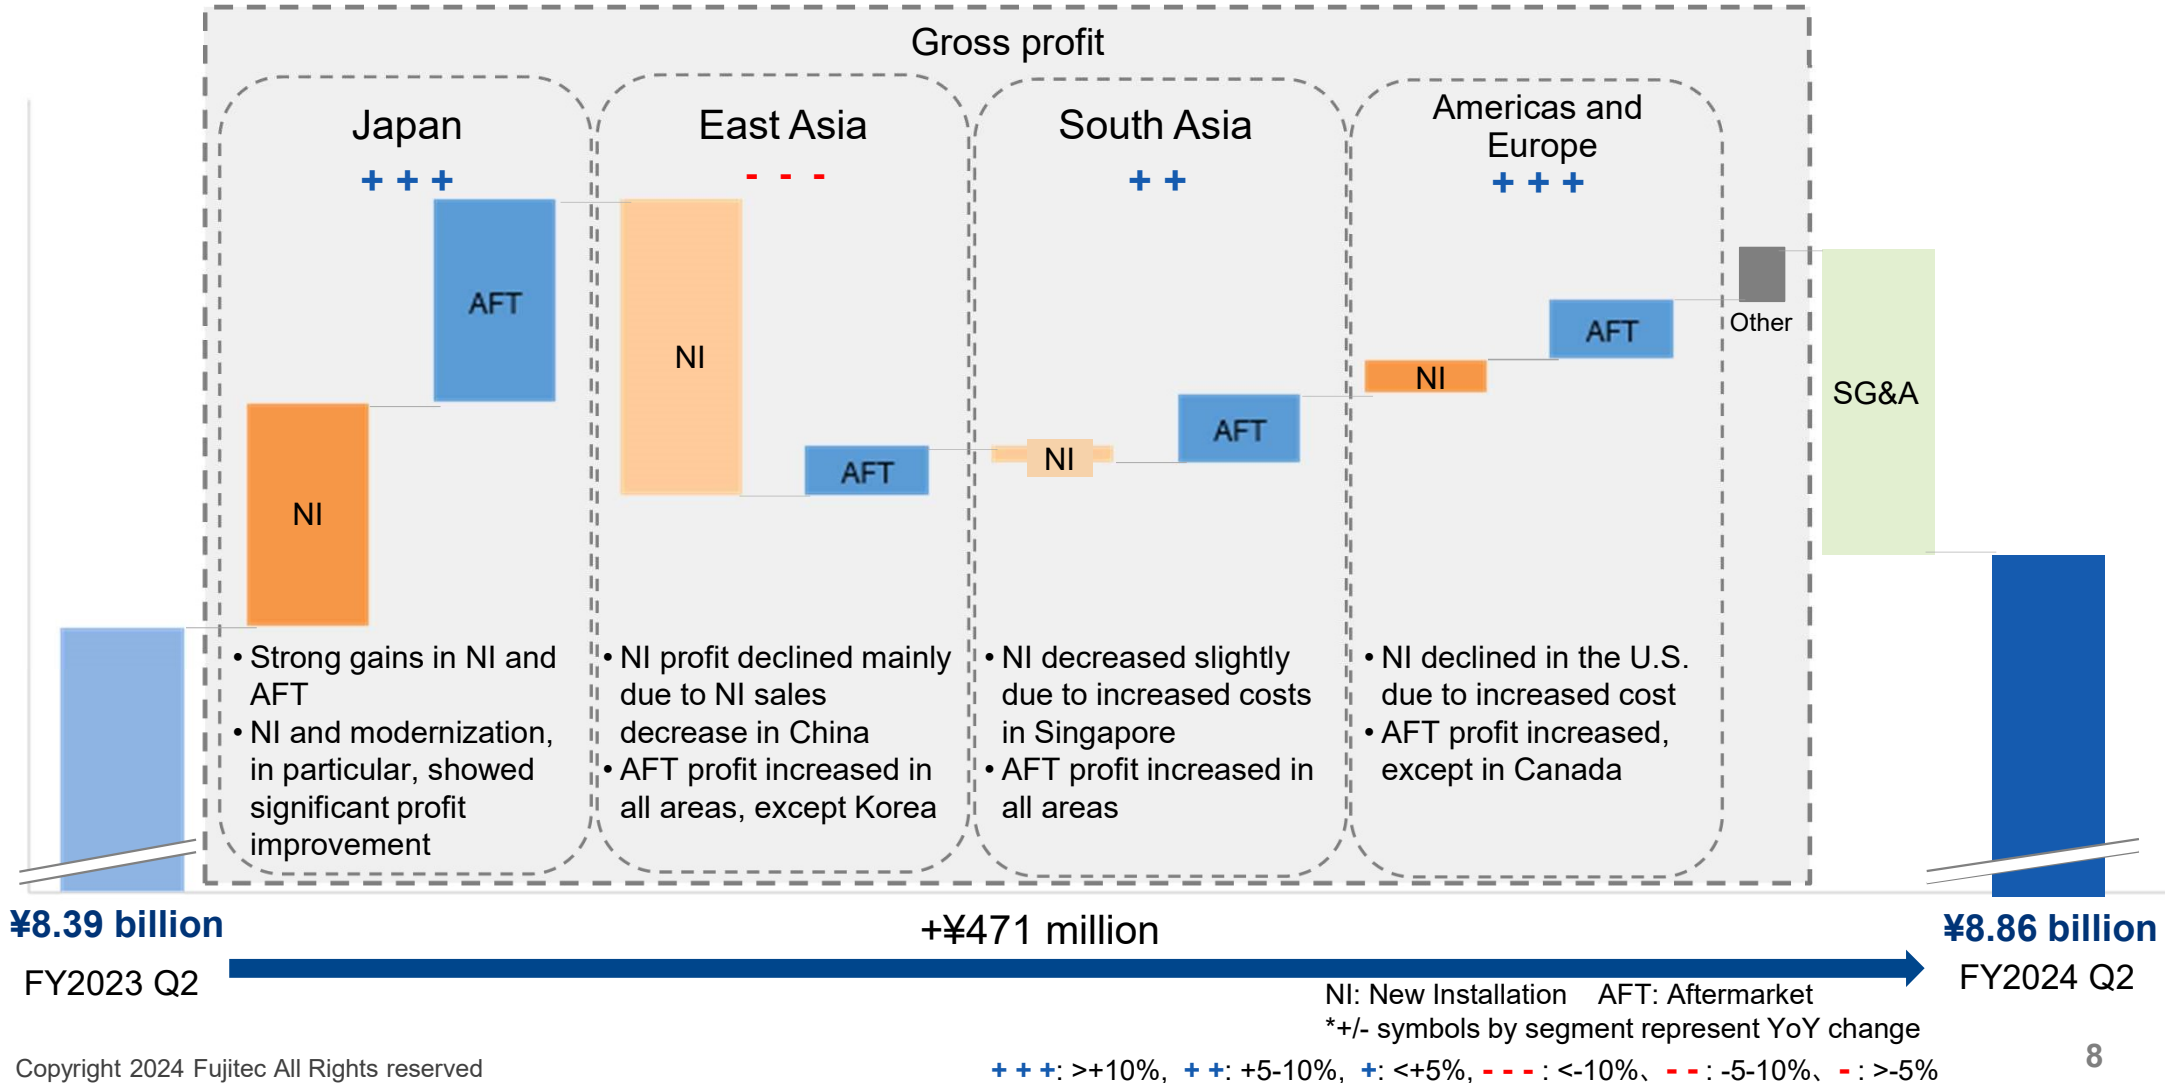 Gross profit
Japan
+ + +
AFT
NI
• Strong gains in NI and
AFT
• NI and modernization,
in particular, showed
significant profit
improvement
East Asia
- - -
NI
AFT
• NI profit declined mainly
due to NI sales
decrease in China
• AFT profit increased in
all areas, except Korea
South Asia
+ +
NI
AFT
• NI decreased slightly
due to increased costs
in Singapore
• AFT profit increased in
all areas
Americas and
Europe
+ + +
NI
AFT
• NI declined in the U.S.
due to increased cost
• AFT profit increased,
except in Canada
Other
SG&A
¥8.39 billion
FY2023 Q2
+¥471 million
¥8.86 billion
FY2024 Q2
NI: New Installation AFT: Aftermarket
*+/- symbols by segment represent YoY change
+ + +: >+10%, + +: +5-10%, +: <+5%, - - - : <-10%、 - - : -5-10%、 - : >-5%
Copyright 2024 Fujitec All Rights reserved
8